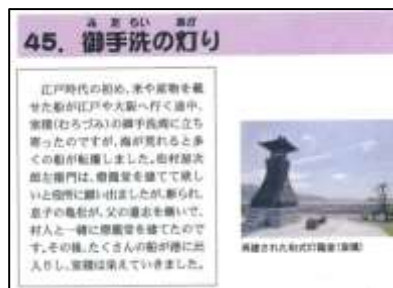 みたらい あか
45. 御手洗の灯り
江戸時代の初め、米や産物を載
せた船が江戸や大阪へ行く途中、
室積(むろづみ)の御手洗湾に立ち
寄ったのですが、海が荒れると多
くの船が転覆しました。松村屋次
郎左衛門は、燈籠堂を建てて欲し
いと役所に願い出ましたが、断られ、
息子の亀松が、父の遺志を継いで、
村人と一緒に燈籠堂を建てたので
す。その後、たくさんの船が港に出
入りし、室積は栄えていきました。
再建された和式灯籠堂(室積)